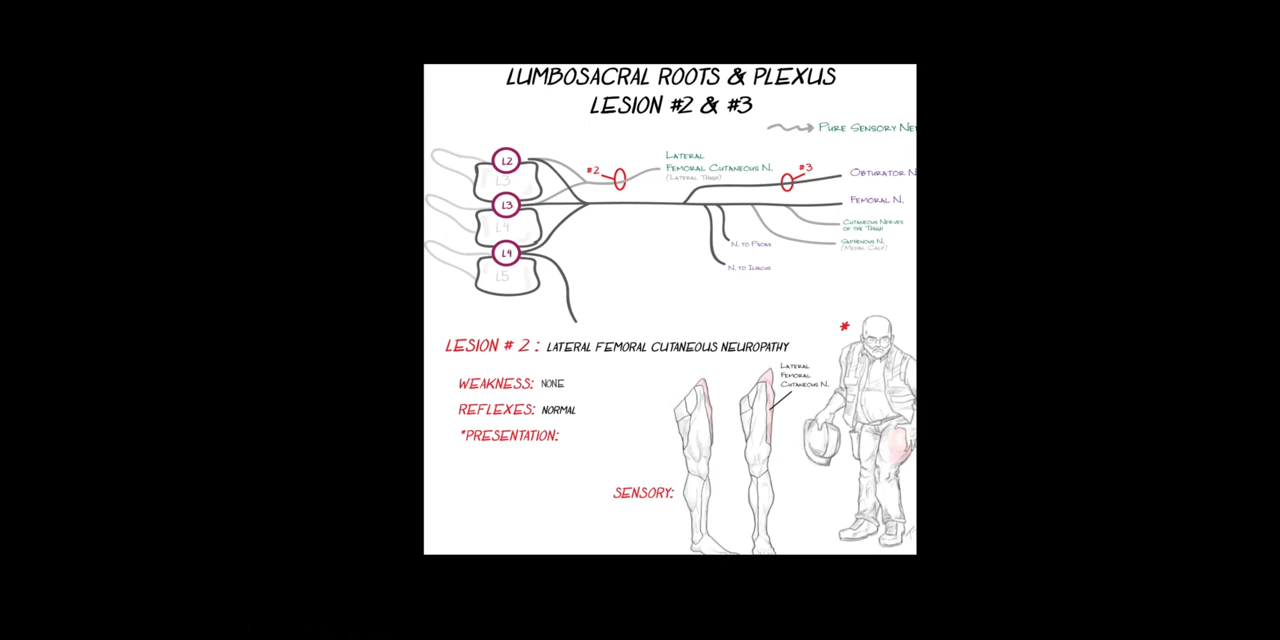 LUMBOSACRAL ROOTS & PLEXUS
LESION #2 & #3
PURE SENSORY NE
L2
L3
L3
L4
L4
L5
#2
LATERAL
FEMORAL CUTANEOUS N.
(LATERAL THIGH)
#3
OBTURATOR N
FEMORAL N.
CUTANEOUS NERVES
OF THE THIGH
SAPHENOUS N.
(MEDIAL CALF)
N. TO PSOAS
N. TO ILIACUS
LESION # 2 : LATERAL FEMORAL CUTANEOUS NEUROPATHY
WEAKNESS: NONE
REFLEXES: NORMAL
*PRESENTATION:
SENSORY:
LATERAL
FEMORAL
CUTANEOUS N.
*